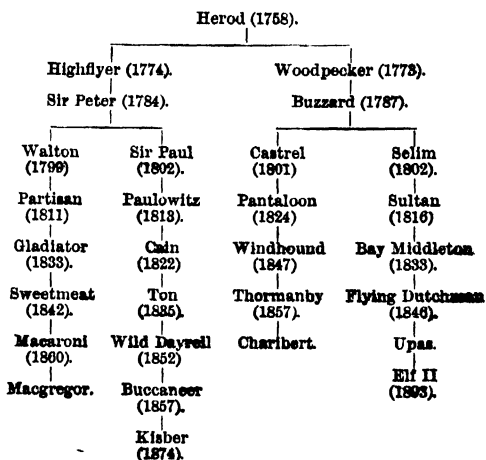 Herod (1758).
Highflyer (1774). Woodpecker (1773).
Sir Peter (1784). Buzzard (1787).
Walton Sir Paul Castrel Selim
(1799) (1802). (1801) (1802).
Partisan Paulowitz Pantaloon Sultan
(1811) (1813). (1824) (1816)
Gladiator Cain Windhound Bay Middleton
(1833). (1822) (1847) (1833).
Sweetmeat Ton Thormanby Flying Dutchman
(1842). (1835). (1857). (1846).
Macaroni Wild Dayrell Charibert. Upas.
(1860). (1852)
Macgregor. Buccaneer Elf II
(1857). (1893).
Kisber
(1874).